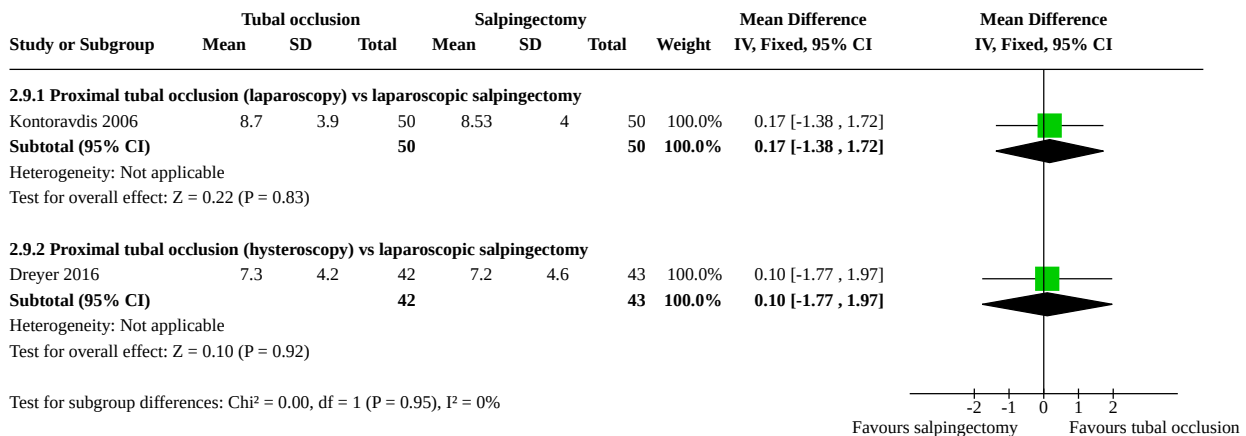 Tubal occlusion Salpingectomy Mean Difference Mean Difference
Study or Subgroup Mean SD Total Mean SD Total Weight IV, Fixed, 95% CI IV, Fixed, 95% CI
2.9.1 Proximal tubal occlusion (laparoscopy) vs laparoscopic salpingectomy
Kontoravdis 2006 8.7 3.9 50 8.53 4 50 100.0% 0.17 [-1.38 , 1.72]
Subtotal (95% CI) 50 50 100.0% 0.17 [-1.38 , 1.72]
Heterogeneity: Not applicable
Test for overall effect: Z = 0.22 (P = 0.83)
2.9.2 Proximal tubal occlusion (hysteroscopy) vs laparoscopic salpingectomy
Dreyer 2016 7.3 4.2 42 7.2 4.6 43 100.0% 0.10 [-1.77 , 1.97]
Subtotal (95% CI) 42 43 100.0% 0.10 [-1.77 , 1.97]
Heterogeneity: Not applicable
Test for overall effect: Z = 0.10 (P = 0.92)
Test for subgroup differences: Chi² = 0.00, df = 1 (P = 0.95), I² = 0%
-2 -1 0 1 2
Favours salpingectomy Favours tubal occlusion